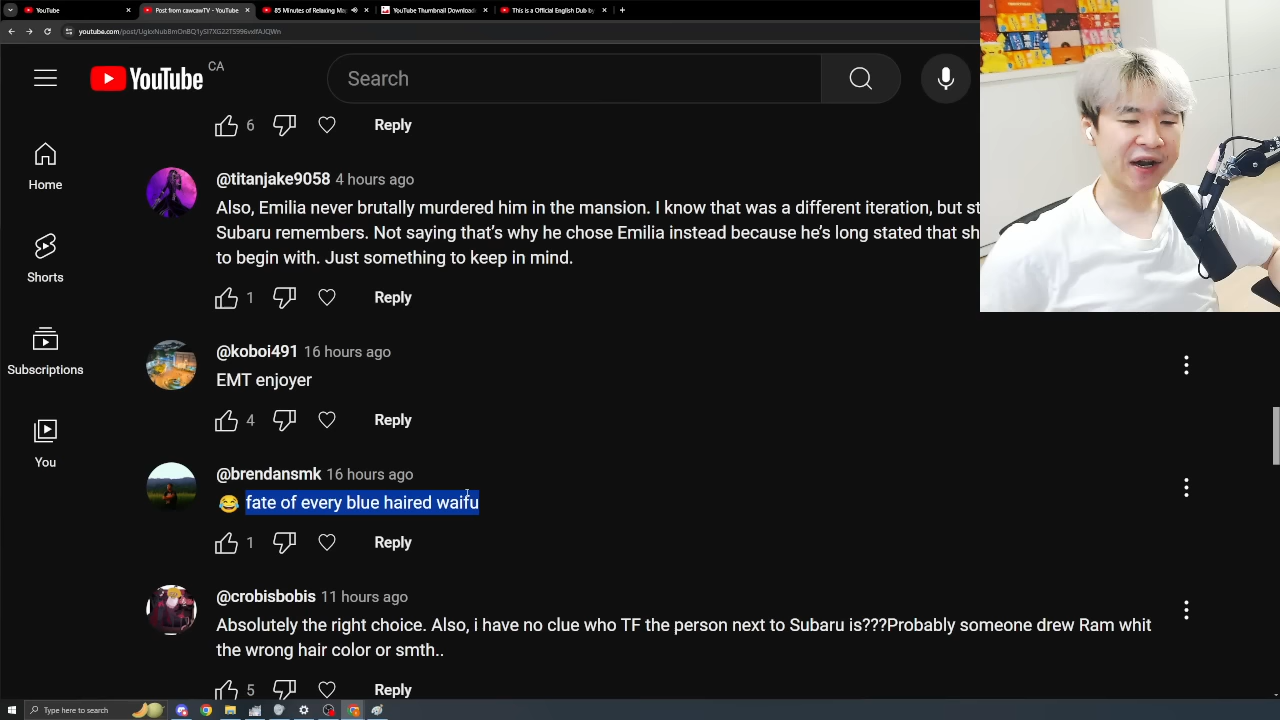 YouTube
Post from cawcawTV - YouTube
85 Minutes of Relaxing Ma
YouTube Thumbnail Download
This is a Official English Dub by
YouTube
CA
Search
6
Reply
Home
@titanjake9058 4 hours ago
Also, Emilia never brutally murdered him in the mansion. I know that was a different iteration, but st
Subaru remembers. Not saying that's why he chose Emilia instead because he's long stated that sh
to begin with. Just something to keep in mind.
Shorts
1
Reply
Subscriptions
@koboi491 16 hours ago
EMT enjoyer
4
Reply
You
@brendansmk 16 hours ago
😂 fate of every blue haired waifu
1
Reply
@crobisbobis 11 hours ago
Absolutely the right choice. Also, i have no clue who TF the person next to Subaru is???Probably someone drew Ram whit
the wrong hair color or smth..
5
Reply
Type here to search